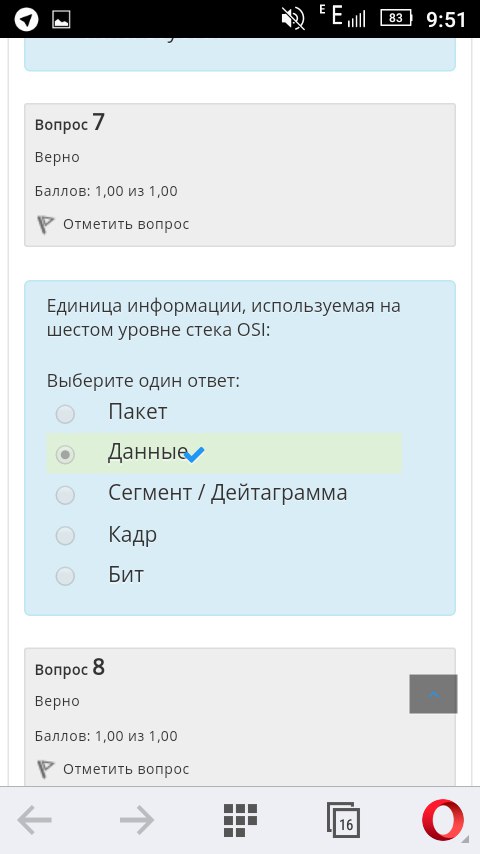 E E 83 9:51
Вопрос 7
Верно
Баллов: 1,00 из 1,00
Отметить вопрос
Единица информации, используемая на
шестом уровне стека OSI:
Выберите один ответ:
Пакет
Данные
Сегмент / Дейтаграмма
Кадр
Бит
Вопрос 8
Верно
Баллов: 1,00 из 1,00
Отметить вопрос
16